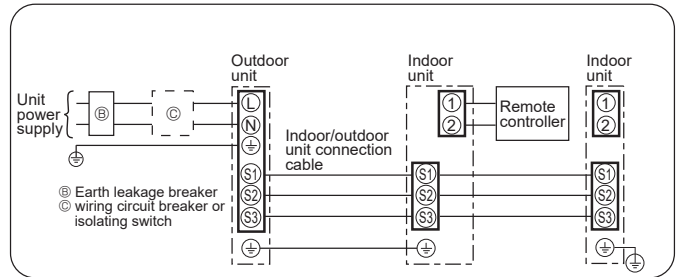 Outdoor
unit
Indoor
unit
Indoor
unit
Unit
power
supply
Ⓑ
Ⓒ
L
N
S1
S2
S3
Indoor/outdoor
unit connection
cable
1
2
Remote
controller
S1
S2
S3
1
2
S1
S2
S3
Ⓑ Earth leakage breaker
Ⓒ wiring circuit breaker or
isolating switch